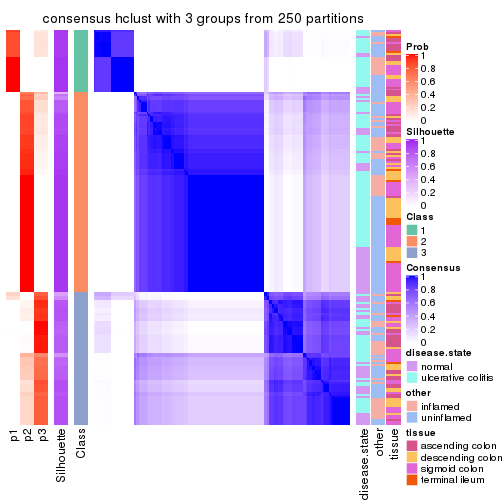 consensus hclust with 3 groups from 250 partitions
Prob
1
0.8
0.6
0.4
0.2
0
Silhouette
1
0.8
0.6
0.4
0.2
0
Class
1
2
3
Consensus
1
0.8
0.6
0.4
0.2
0
disease.state
normal
ulcerative colitis
other
inflamed
uninflamed
tissue
ascending colon
descending colon
sigmoid colon
terminal ileum
p1
p2
p3
Silhouette
Class
disease.state
other
tissue